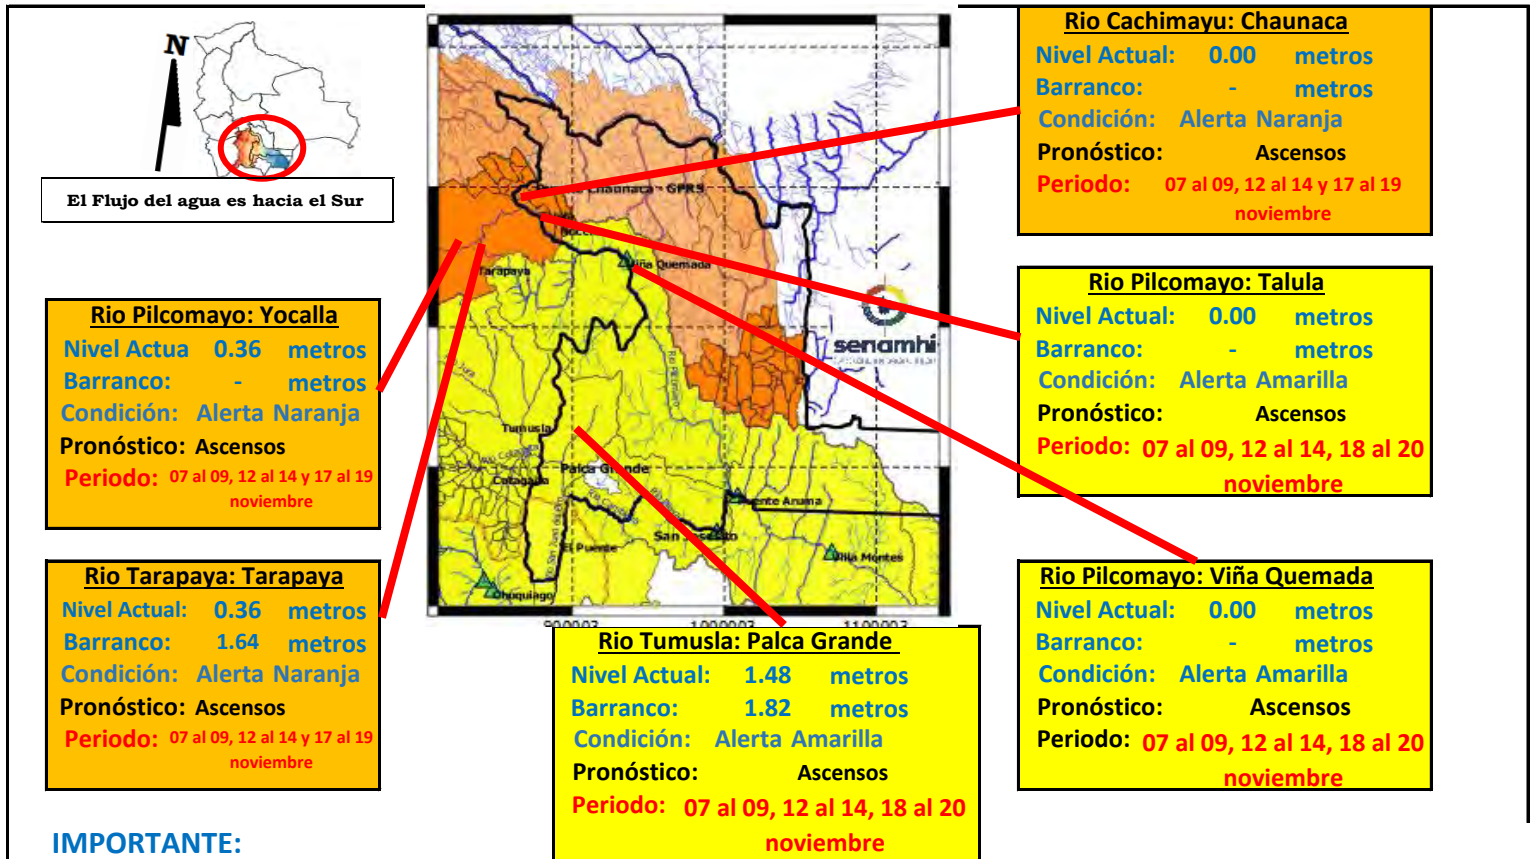 N
El Flujo del agua es hacia el Sur
Puente Chaunaca - GPRS
Viña Quemada
Tarapaya
Tumusla
Palca Grande
Cotagaita
San Josesito
El Puente
Puente Aruma
Villa Montes
Chuquiago
senamhi
900003
1000003
1100003
Rio Cachimayu: Chaunaca
Nivel Actual: 0.00 metros
Barranco: - metros
Condición: Alerta Naranja
Pronóstico: Ascensos
Periodo: 07 al 09, 12 al 14 y 17 al 19
noviembre
Rio Pilcomayo: Talula
Nivel Actual: 0.00 metros
Barranco: - metros
Condición: Alerta Amarilla
Pronóstico: Ascensos
Periodo: 07 al 09, 12 al 14, 18 al 20
noviembre
Rio Pilcomayo: Yocalla
Nivel Actua 0.36 metros
Barranco: - metros
Condición: Alerta Naranja
Pronóstico: Ascensos
Periodo: 07 al 09, 12 al 14 y 17 al 19
noviembre
Rio Tarapaya: Tarapaya
Nivel Actual: 0.36 metros
Barranco: 1.64 metros
Condición: Alerta Naranja
Pronóstico: Ascensos
Periodo: 07 al 09, 12 al 14 y 17 al 19
noviembre
Rio Pilcomayo: Viña Quemada
Nivel Actual: 0.00 metros
Barranco: - metros
Condición: Alerta Amarilla
Pronóstico: Ascensos
Periodo: 07 al 09, 12 al 14, 18 al 20
noviembre
Rio Tumusla: Palca Grande
Nivel Actual: 1.48 metros
Barranco: 1.82 metros
Condición: Alerta Amarilla
Pronóstico: Ascensos
Periodo: 07 al 09, 12 al 14, 18 al 20
noviembre
IMPORTANTE: